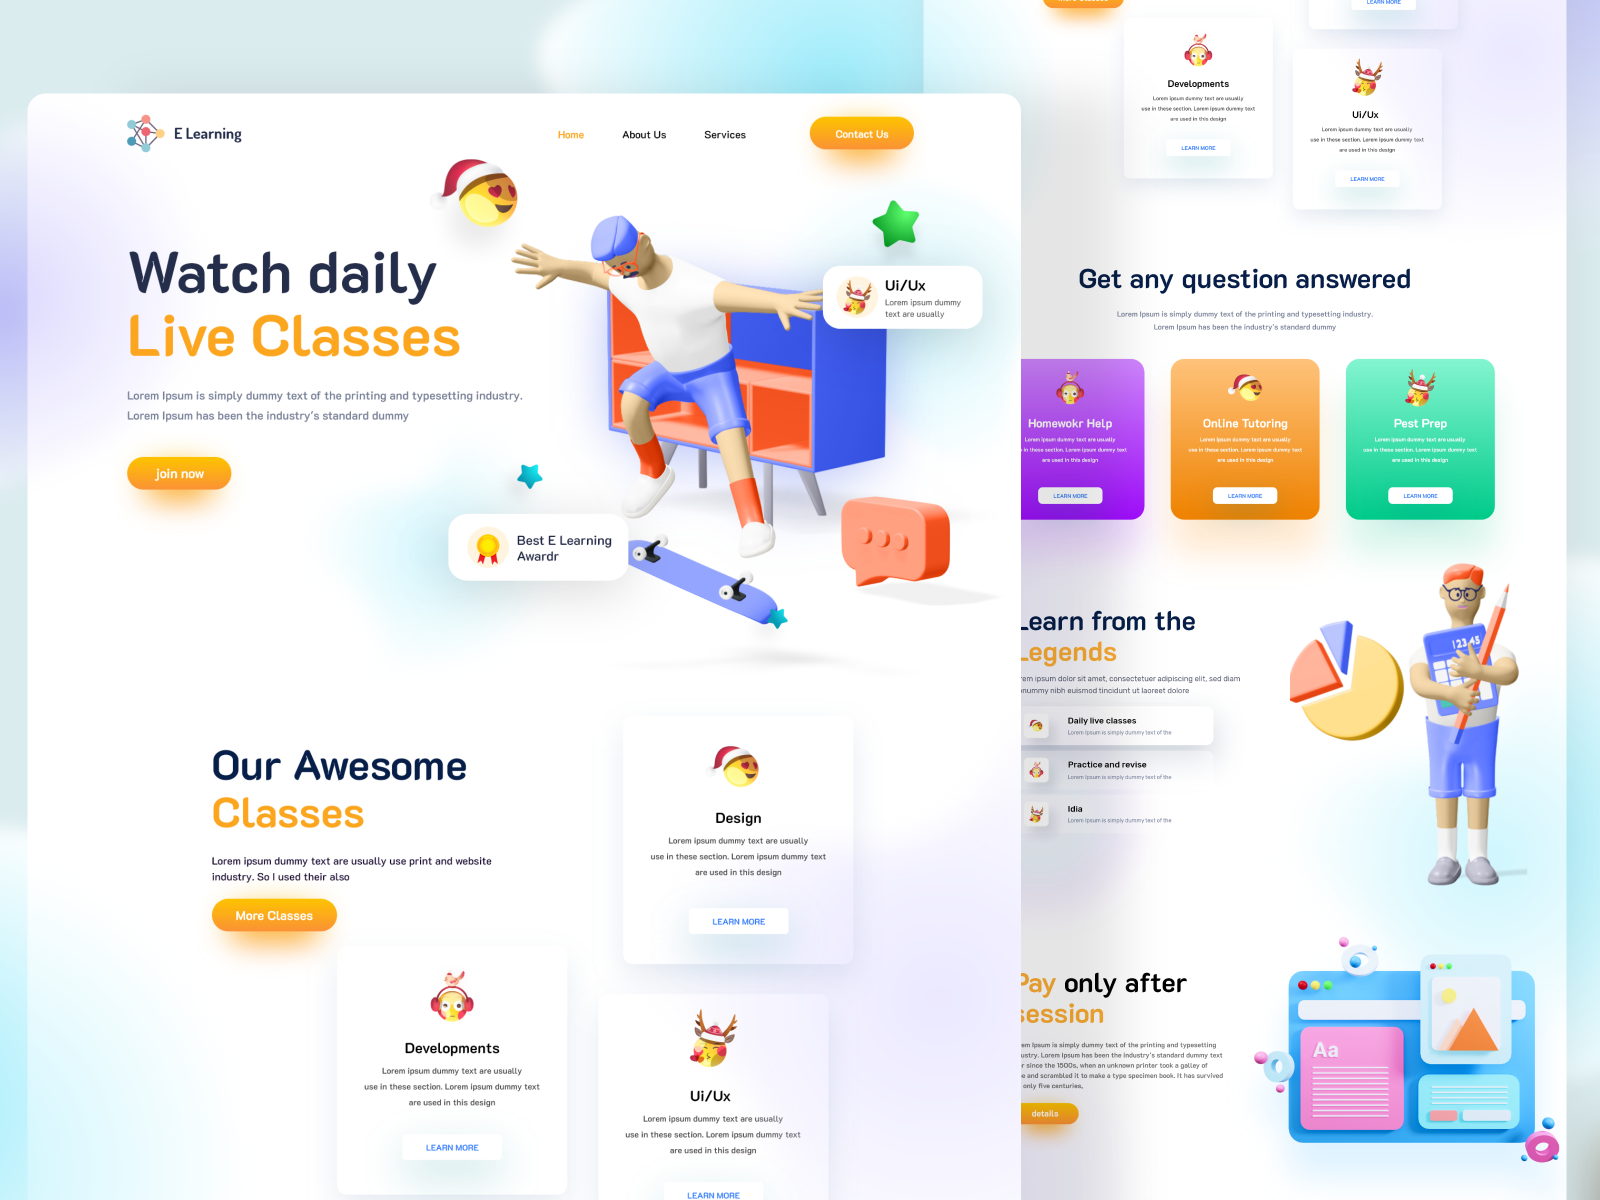 E Learning
Home
About Us
Services
Contact Us
Watch daily
Live Classes
Lorem Ipsum is simply dummy text of the printing and typesetting industry.
Lorem Ipsum has been the industry's standard dummy
join now
Ui/Ux
Lorem ipsum dummy
text are usually
Best E Learning
Awardr
Our Awesome
Classes
Lorem ipsum dummy text are usually use print and website
industry. So I used their also
More Classes
Design
Lorem ipsum dummy text are usually
use in these section. Lorem ipsum dummy text
are used in this design
LEARN MORE
Developments
Lorem ipsum dummy text are usually
use in these section. Lorem ipsum dummy text
are used in this design
LEARN MORE
Ui/Ux
Lorem ipsum dummy text are usually
use in these section. Lorem ipsum dummy text
are used in this design
LEARN MORE
More Classes
LEARN MORE
Developments
Lorem ipsum dummy text are usually
use in these section. Lorem ipsum dummy text
are used in this design
LEARN MORE
Ui/Ux
Lorem ipsum dummy text are usually
use in these section. Lorem ipsum dummy text
are used in this design
LEARN MORE
Get any question answered
Lorem Ipsum is simply dummy text of the printing and typesetting industry.
Lorem Ipsum has been the industry's standard dummy
Homewokr Help
Lorem ipsum dummy text are usually
in these section. Lorem ipsum dummy text
are used in this design
LEARN MORE
Online Tutoring
Lorem ipsum dummy text are usually
use in these section. Lorem ipsum dummy text
are used in this design
LEARN MORE
Pest Prep
Lorem ipsum dummy text are usually
use in these section. Lorem ipsum dummy text
are used in this design
LEARN MORE
Learn from the
Legends
rem ipsum dolor sit amet, consectetuer adipiscing elit, sed diam
nonummy nibh euismod tincidunt ut laoreet dolore
Daily live classes
Lorem Ipsum is simply dummy text of the
Practice and revise
Lorem Ipsum is simply dummy text of the
Idia
Lorem Ipsum is simply dummy text of the
123.45
Pay only after
session
em Ipsum is simply dummy text of the printing and typesetting
ustry. Lorem Ipsum has been the industry's standard dummy text
r since the 1500s, when an unknown printer took a galley of
e and scrambled it to make a type specimen book. It has survived
only five centuries,
details
Aa